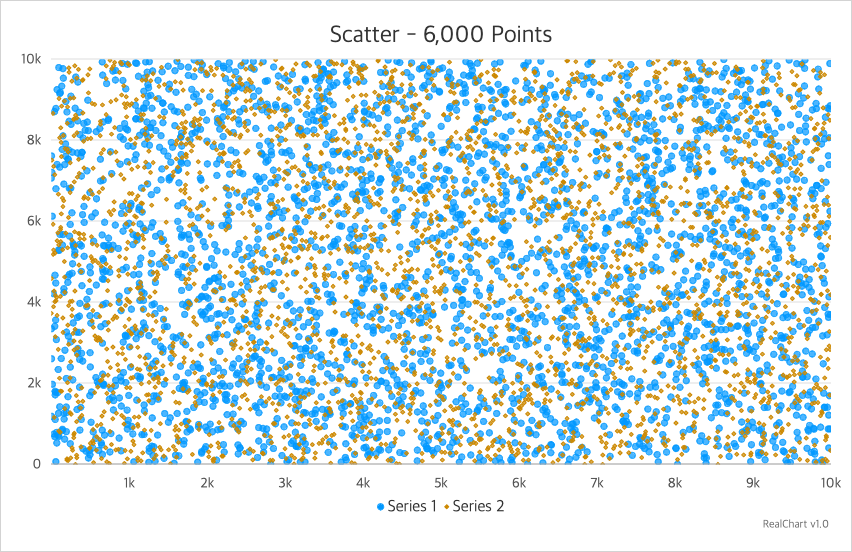 Scatter - 6,000 Points
10k
8k
6k
4k
2k
0
1k 2k 3k 4k 5k 6k 7k 8k 9k 10k
Series 1 Series 2
RealChart v1.0